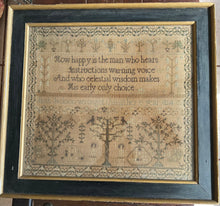 How happy is the man who hears
Instructions warning voice
And who celestial wisdom makes
His early only choice